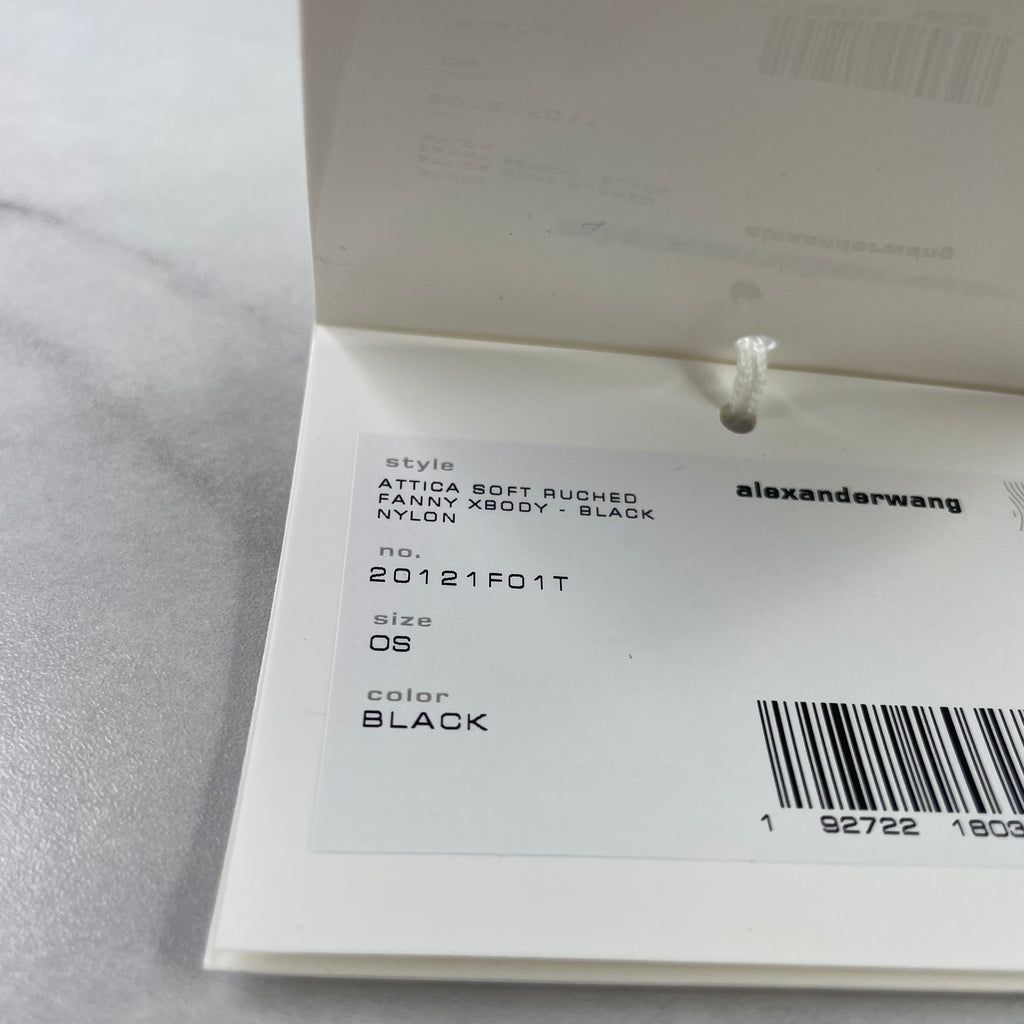 style
ATTICA SOFT RUCHED
FANNY XBODY - BLACK
NYLON
alexanderwang
no.
20121F01T
size
OS
color
BLACK
1 92722 1803